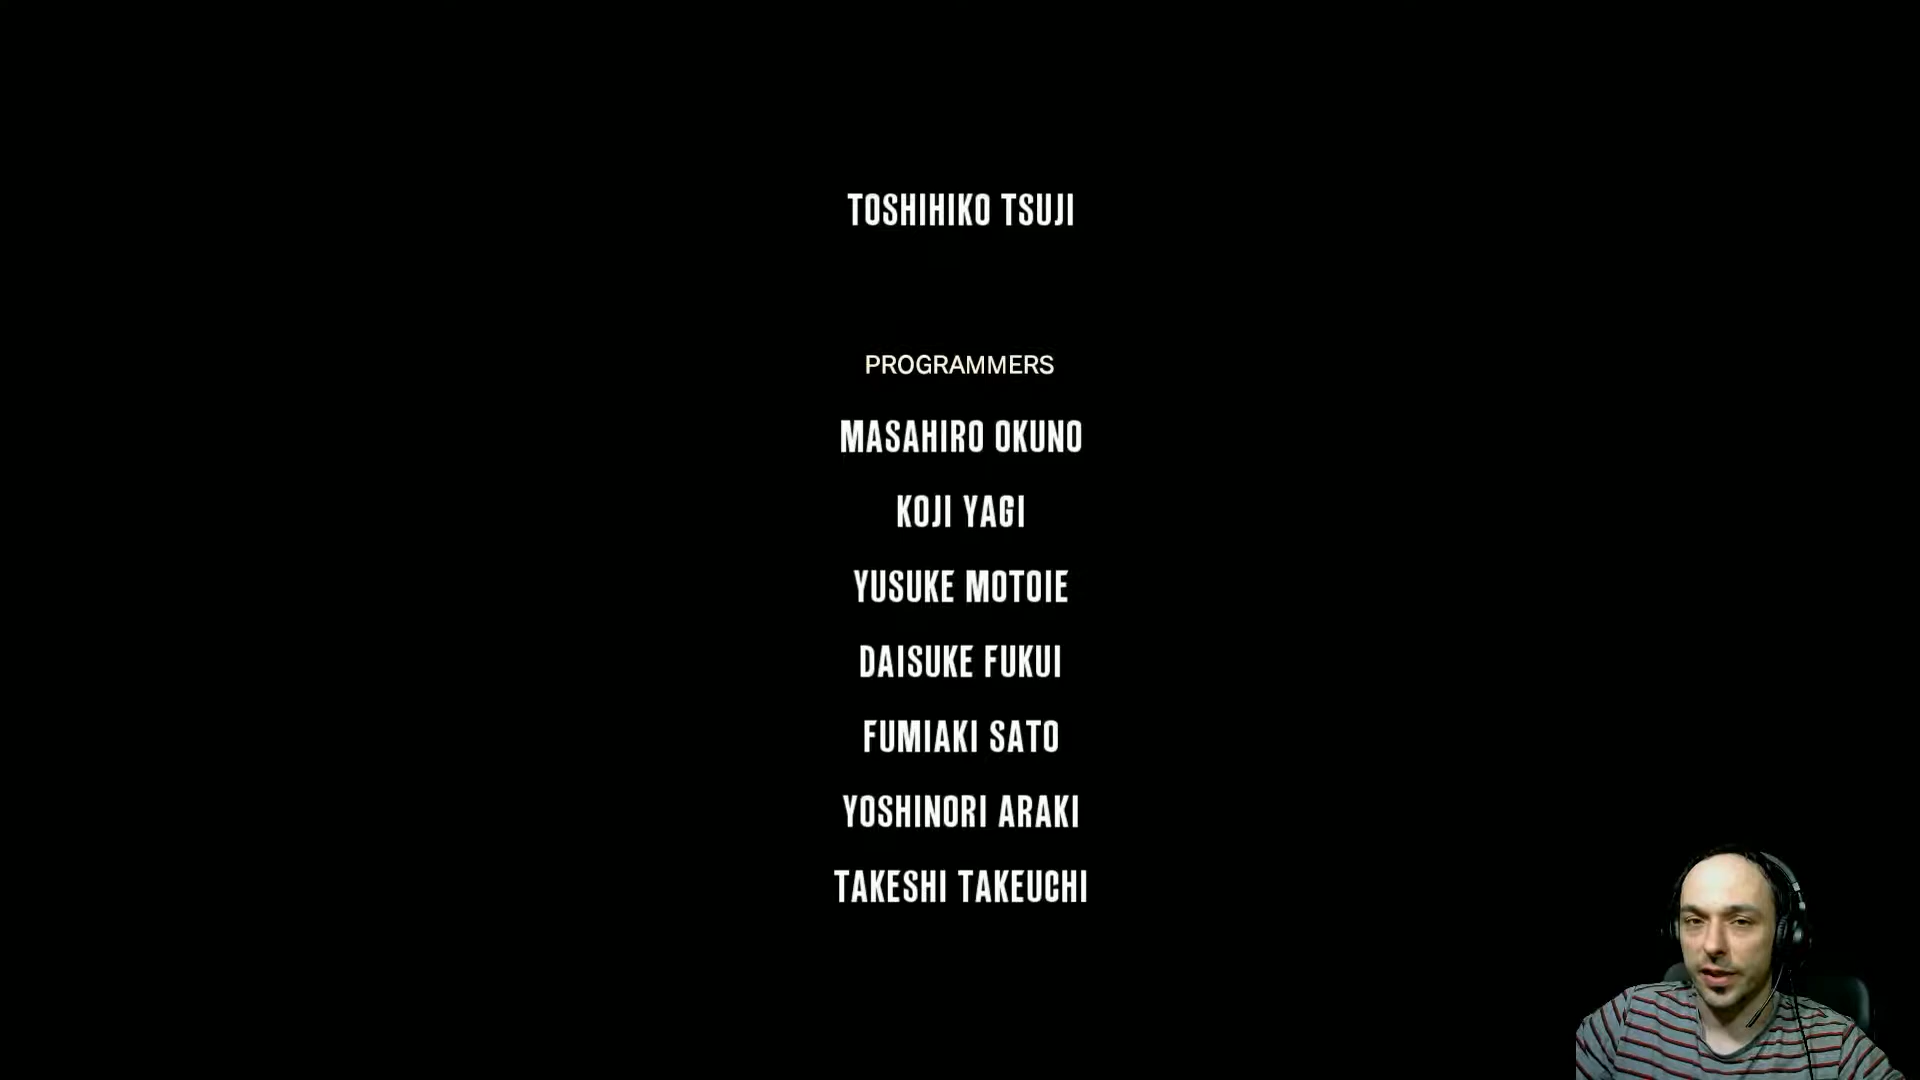 TOSHIHIKO TSUJI
PROGRAMMERS
MASAHIRO OKUNO
KOJI YAGI
YUSUKE MOTOIE
DAISUKE FUKUI
FUMIAKI SATO
YOSHINORI ARAKI
TAKESHI TAKEUCHI